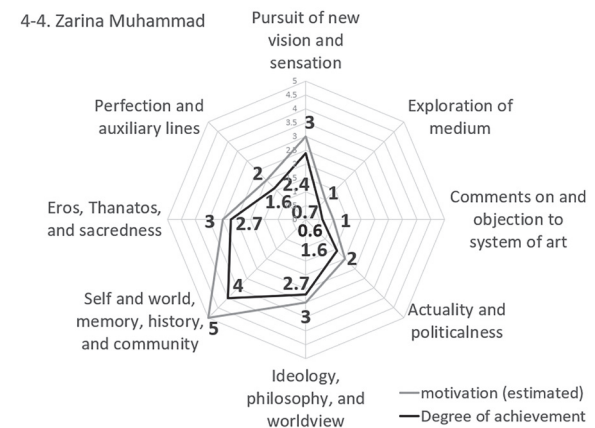 4-4. Zarina Muhammad
Pursuit of new
vision and
sensation
Perfection and
auxiliary lines
Exploration of
medium
Eros, Thanatos,
and sacredness
Comments on and
objection to
system of art
Self and world,
memory, history,
and community
Actuality and
politicalness
Ideology,
philosophy, and
worldview
5
4.5
4
3.5
3
3
2
2.4
1.6
1
0.7
1
3
2.7
0.6
1.6
2
4
2.7
5
3
motivation (estimated)
Degree of achievement